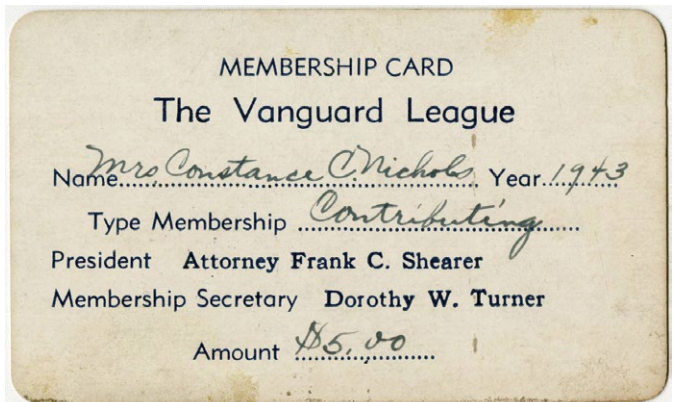 MEMBERSHIP CARD
The Vanguard League
Name Mrs. Constance C. Nichols Year 1943
Type Membership Contributing
President Attorney Frank C. Shearer
Membership Secretary Dorothy W. Turner
Amount $5.00